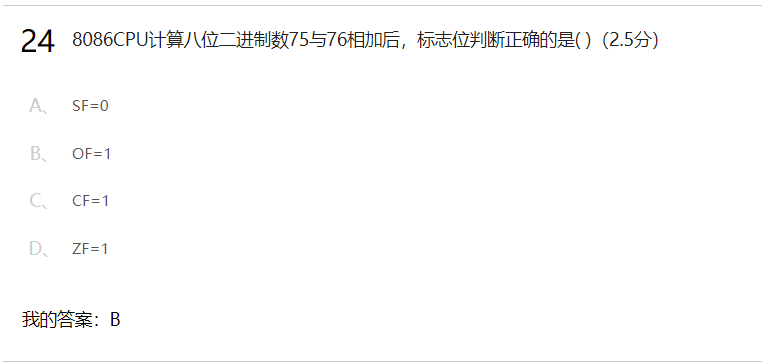 24 8086CPU计算八位二进制数75与76相加后，标志位判断正确的是( )（2.5分）
A、 SF=0
B、 OF=1
C、 CF=1
D、 ZF=1
我的答案：B